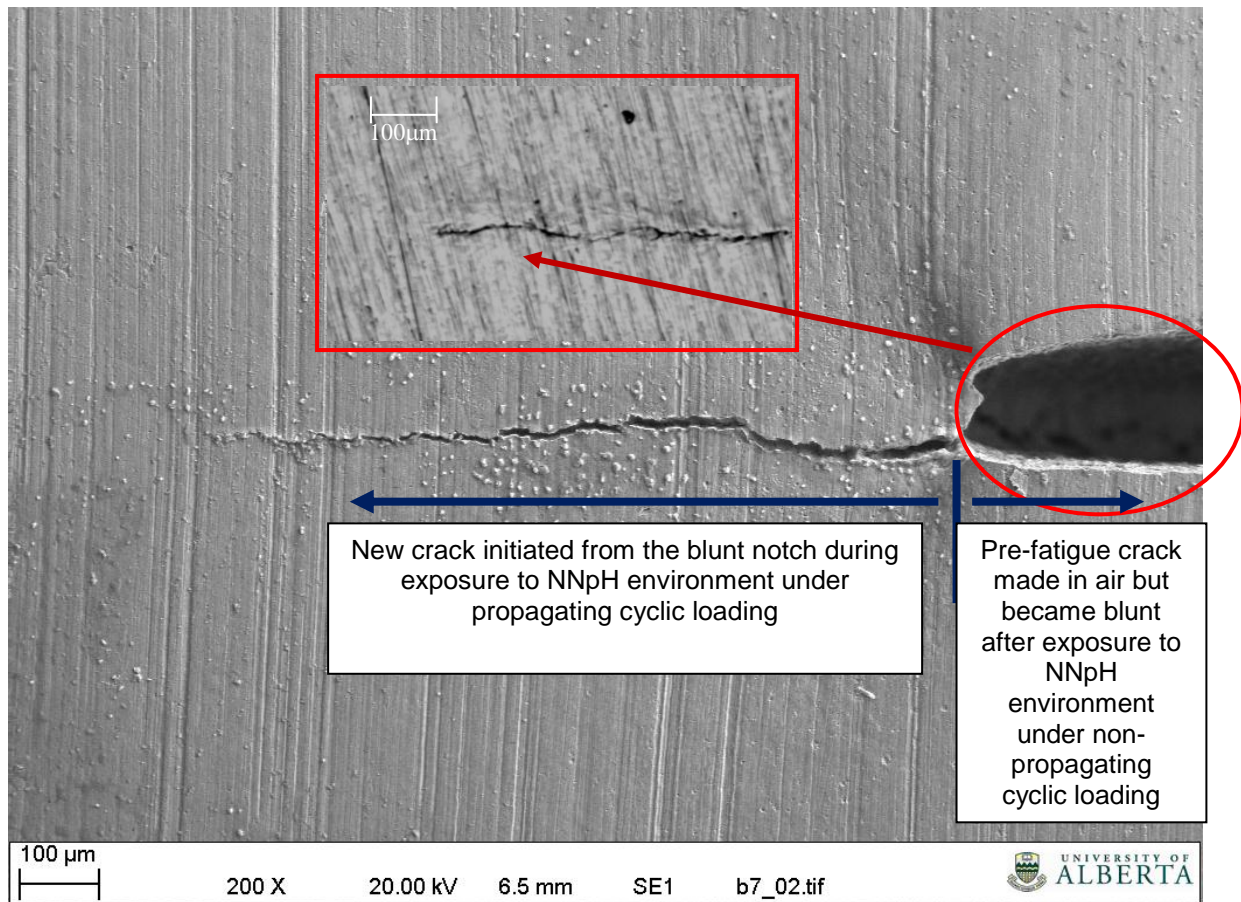 100µm
New crack initiated from the blunt notch during
exposure to NNpH environment under
propagating cyclic loading
Pre-fatigue crack
made in air but
became blunt
after exposure to
NNpH
environment
under non-
propagating
cyclic loading
100 µm
200 X 20.00 kV 6.5 mm SE1 b7_02.tif
UNIVERSITY OF
ALBERTA